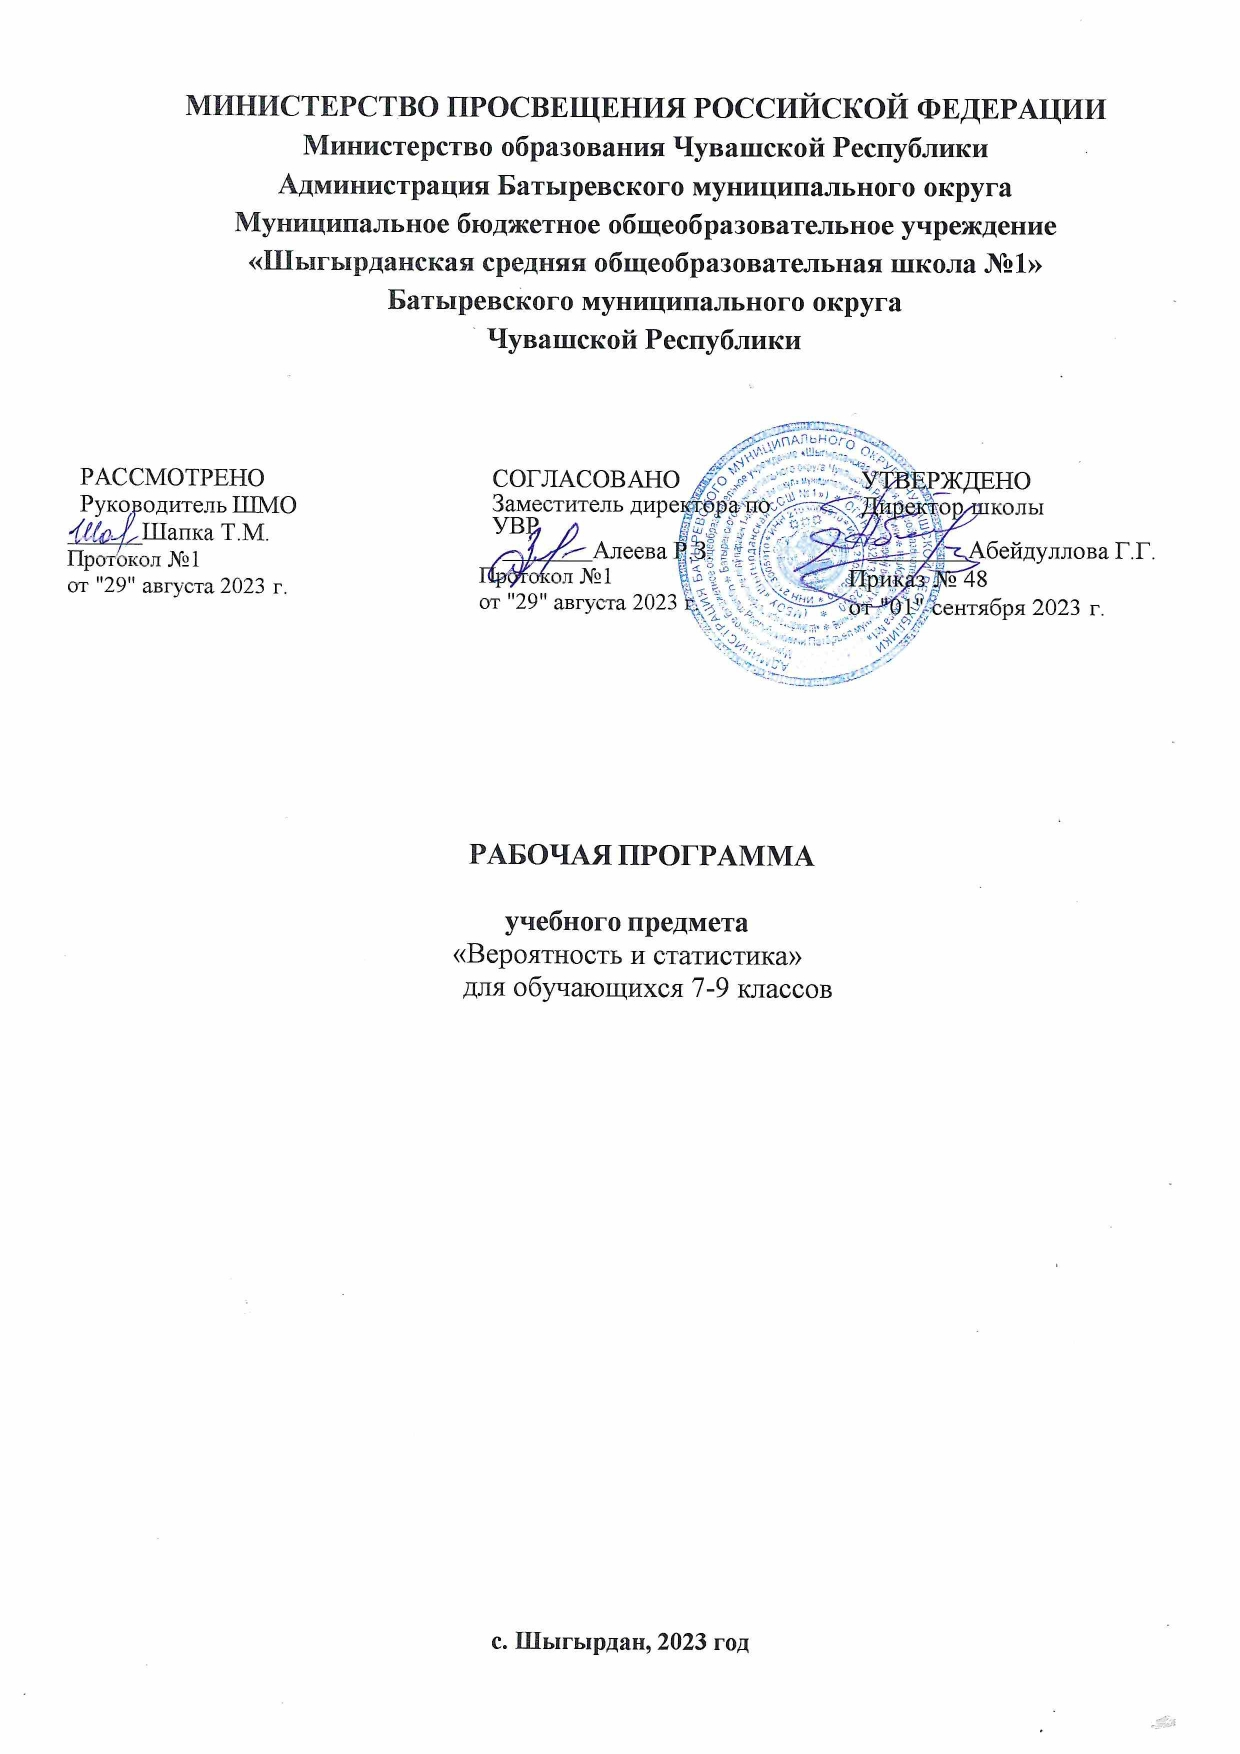 МИНИСТЕРСТВО ПРОСВЕЩЕНИЯ РОССИЙСКОЙ ФЕДЕРАЦИИ
Министерство образования Чувашской Республики
Администрация Батыревского муниципального округа
Муниципальное бюджетное общеобразовательное учреждение
«Шыгырданская средняя общеобразовательная школа №1»
Батыревского муниципального округа
Чувашской Республики
РАССМОТРЕНО
Руководитель ШМО
Шапка Т.М.
Протокол №1
от "29" августа 2023 г.
СОГЛАСОВАНО
Заместитель директора по
УВР
Алеева Р.З.
Протокол №1
от "29" августа 2023 г.
УТВЕРЖДЕНО
Директор школы
Абейдуллова Г.Г.
Приказ № 48
от "01" сентября 2023 г.
РАБОЧАЯ ПРОГРАММА
учебного предмета
«Вероятность и статистика»
для обучающихся 7-9 классов
с. Шыгырдан, 2023 год